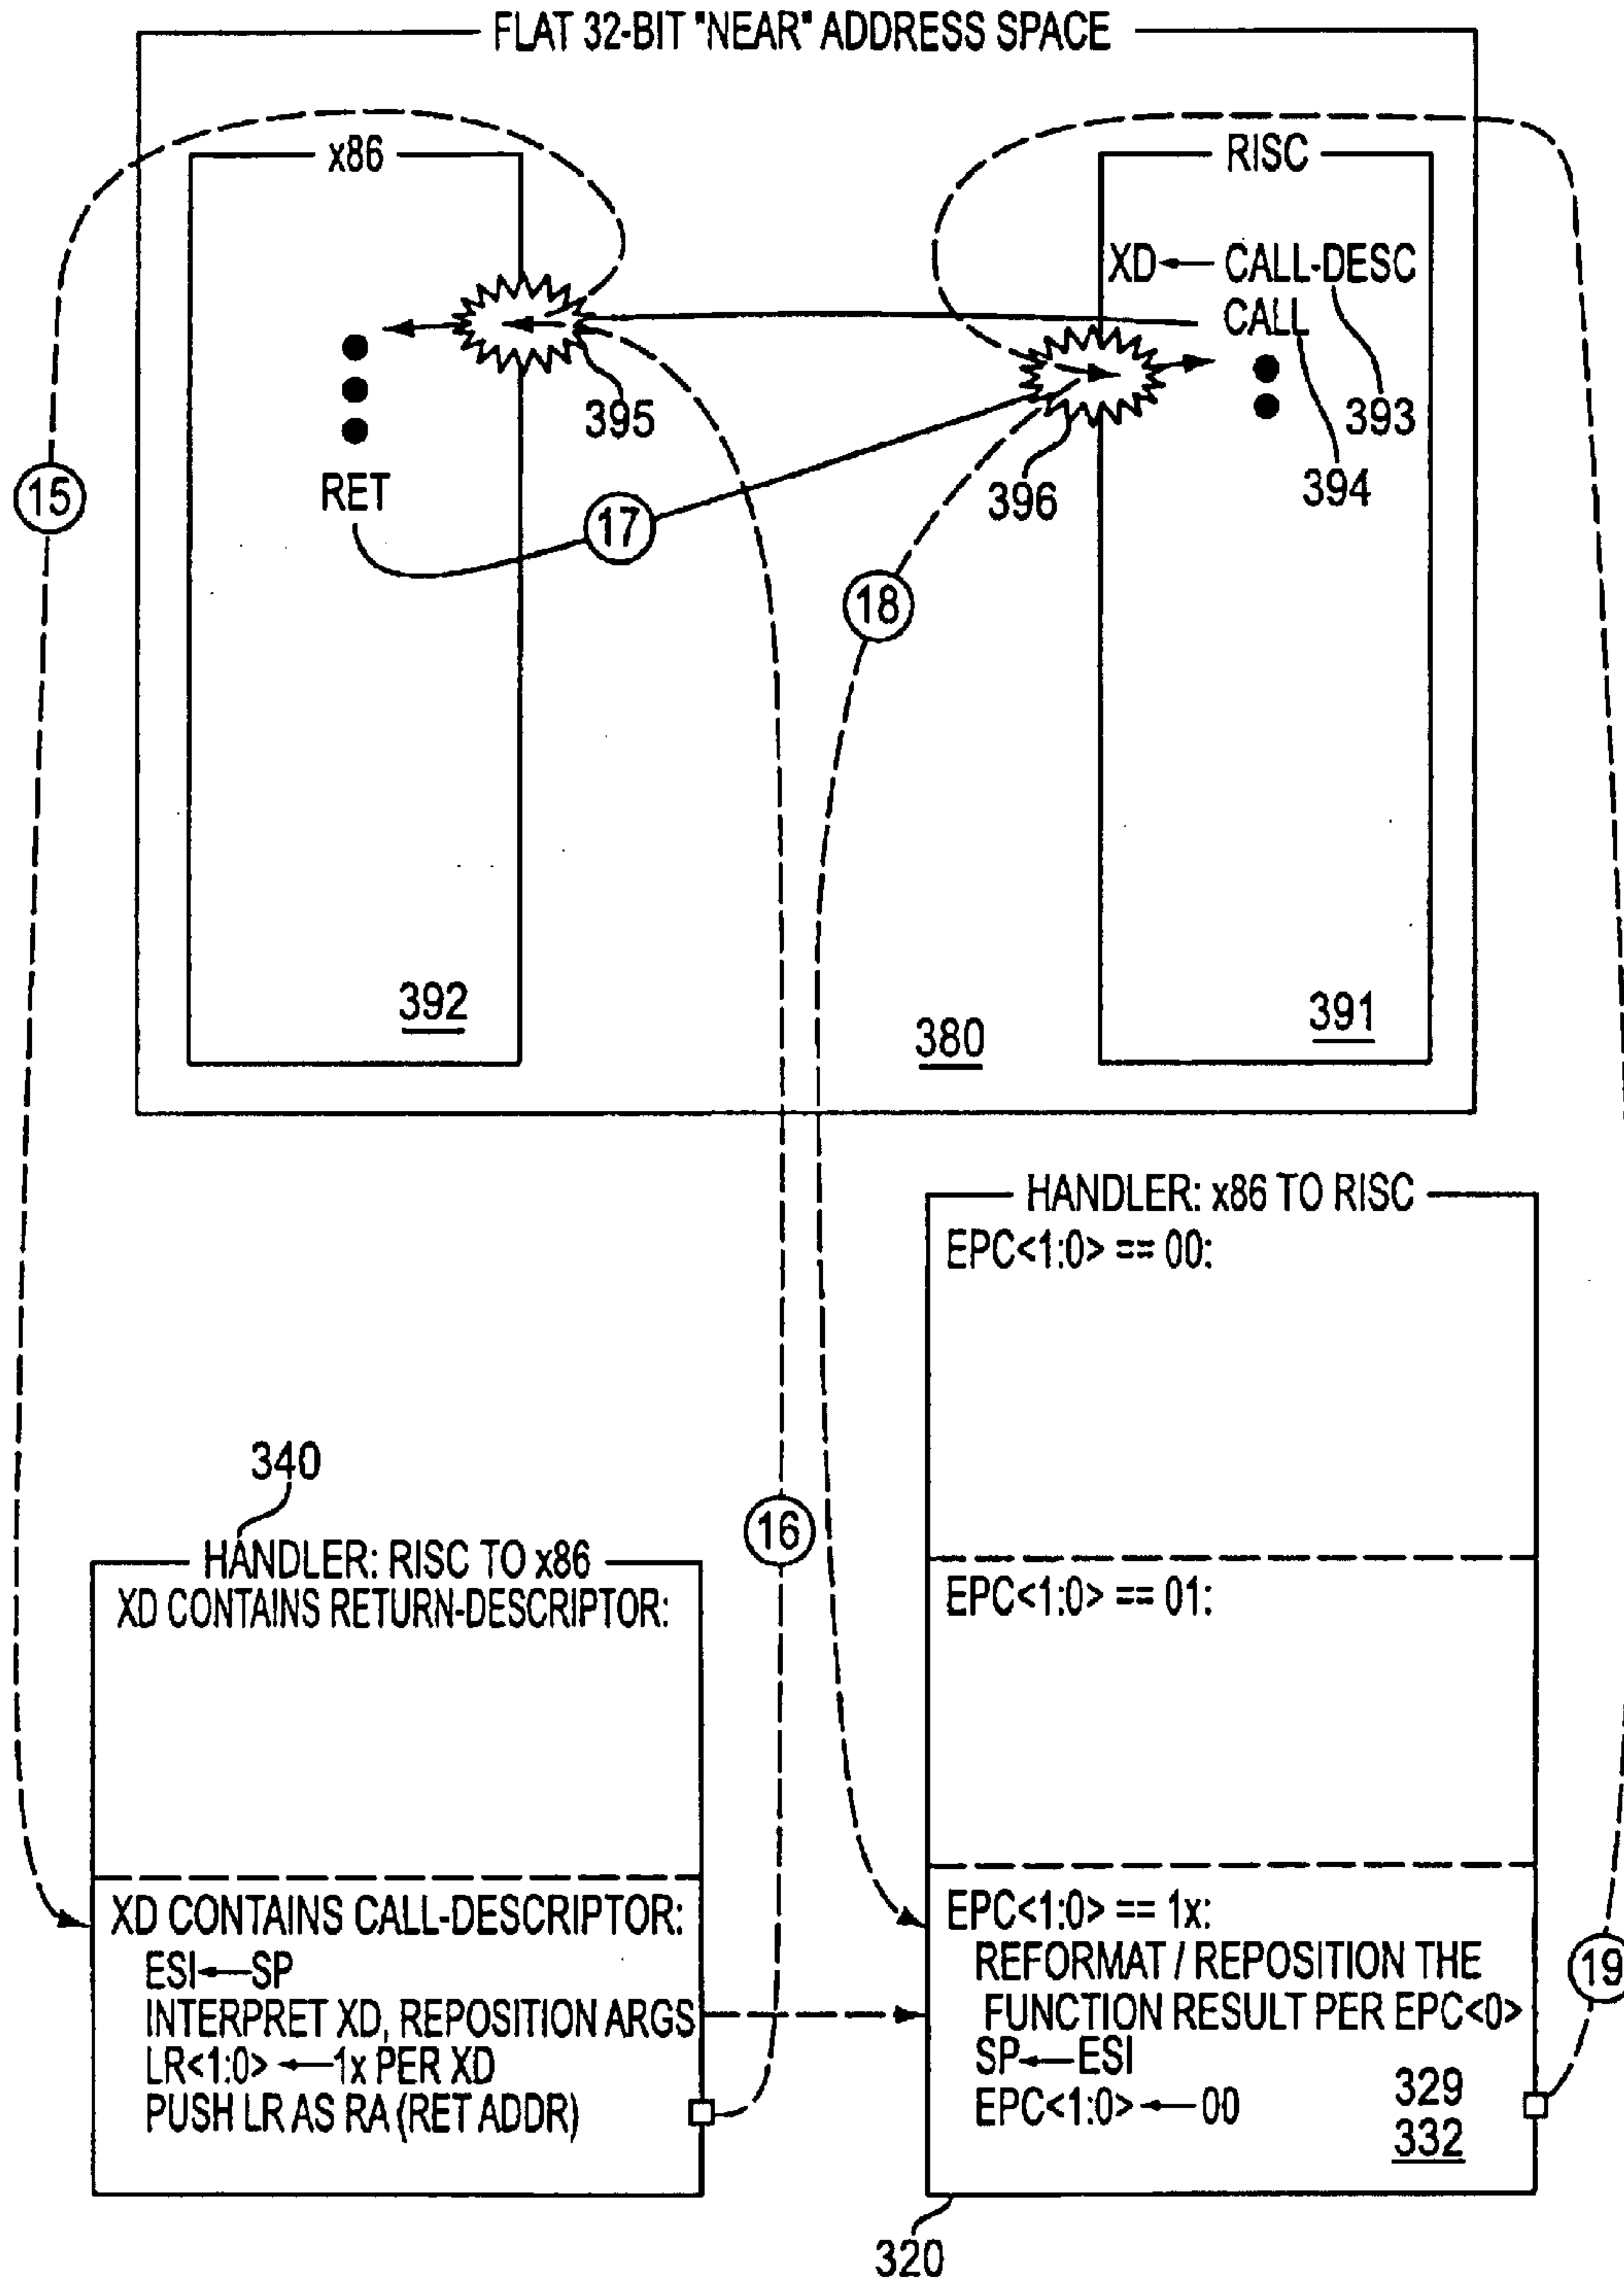 FLAT 32-BIT "NEAR" ADDRESS SPACE
x86
RISC
XD ← CALL-DESC
CALL
395
393
394
396
RET
15
17
18
392
391
380
HANDLER: x86 TO RISC
EPC<1:0> == 00:
340
16
HANDLER: RISC TO x86
XD CONTAINS RETURN-DESCRIPTOR:
EPC<1:0> == 01:
XD CONTAINS CALL-DESCRIPTOR:
ESI ← SP
INTERPRET XD, REPOSITION ARGS
LR<1:0> ← 1x PER XD
PUSH LR AS RA (RET ADDR)
EPC<1:0> == 1x:
REFORMAT / REPOSITION THE
FUNCTION RESULT PER EPC<0>
SP ← ESI
EPC<1:0> ← 00
19
329
332
320